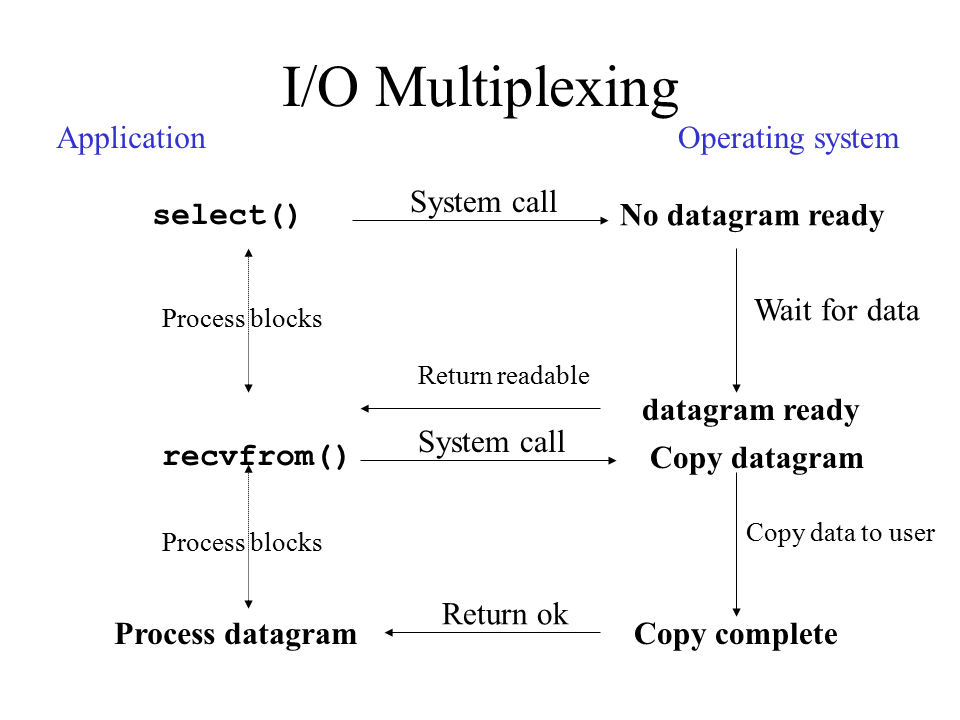 I/O Multiplexing
Application
Operating system
select()
System call
No datagram ready
Process blocks
Wait for data
Return readable
datagram ready
recvfrom()
System call
Copy datagram
Process blocks
Copy data to user
Process datagram
Return ok
Copy complete